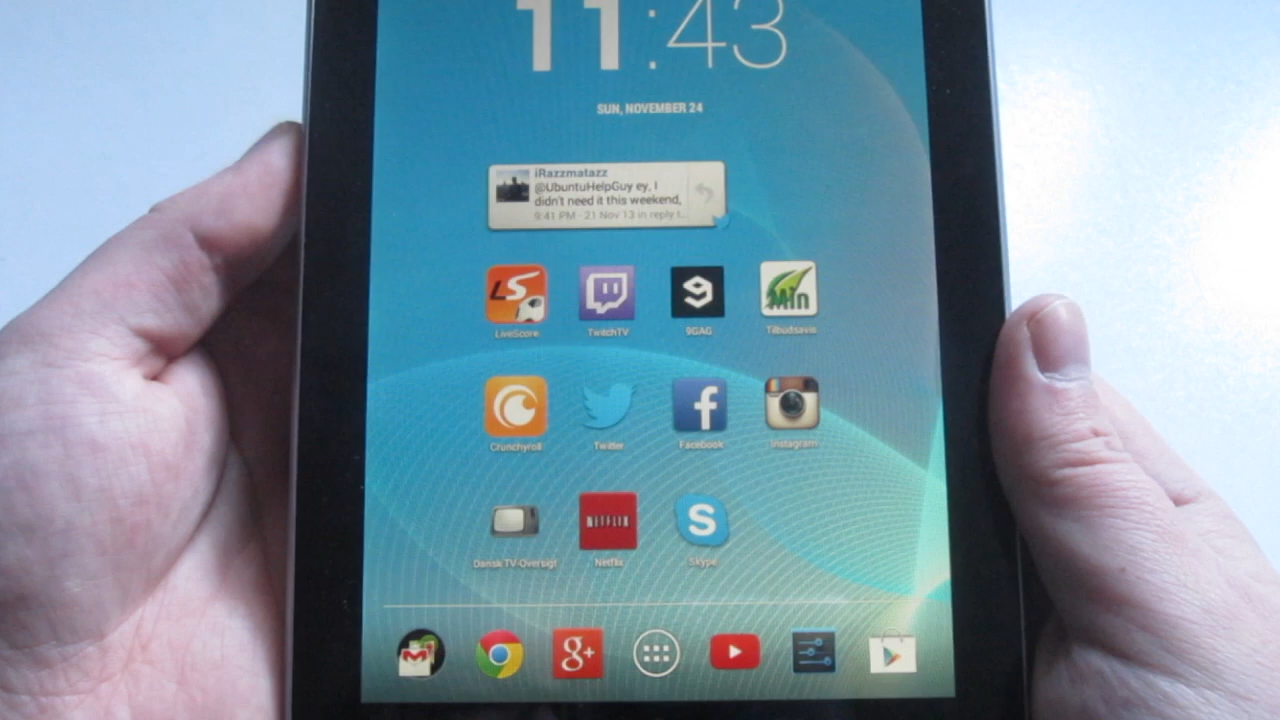 11:43
SUN, NOVEMBER 24
iRazzmatazz
@UbuntuHelpGuy ey, I
didn't need it this weekend,
9:41 PM · 21 Nov 13 in reply t...
LS
Min
LiveScore
TwitchTV
9GAG
Tilbudsavis
f
Crunchyroll
Twitter
Facebook
Instagram
NETFLIX
S
Dansk TV-Oversigt
Netflix
Skype
g+